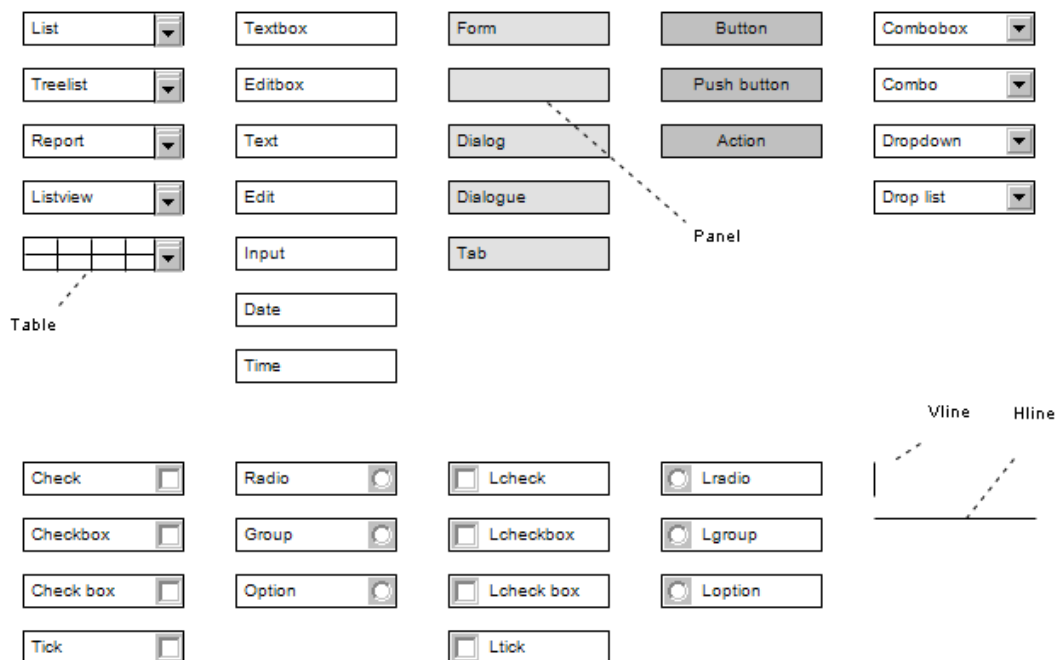 List Textbox Form Button Combobox
Treelist Editbox Push button Combo
Report Text Dialog Action Dropdown
Listview Edit Dialogue Drop list
Panel
Input Tab
Date
Table
Time
Vline Hline
Check Radio Lcheck Lradio
Checkbox Group Lcheckbox Lgroup
Check box Option Lcheck box Loption
Tick Ltick